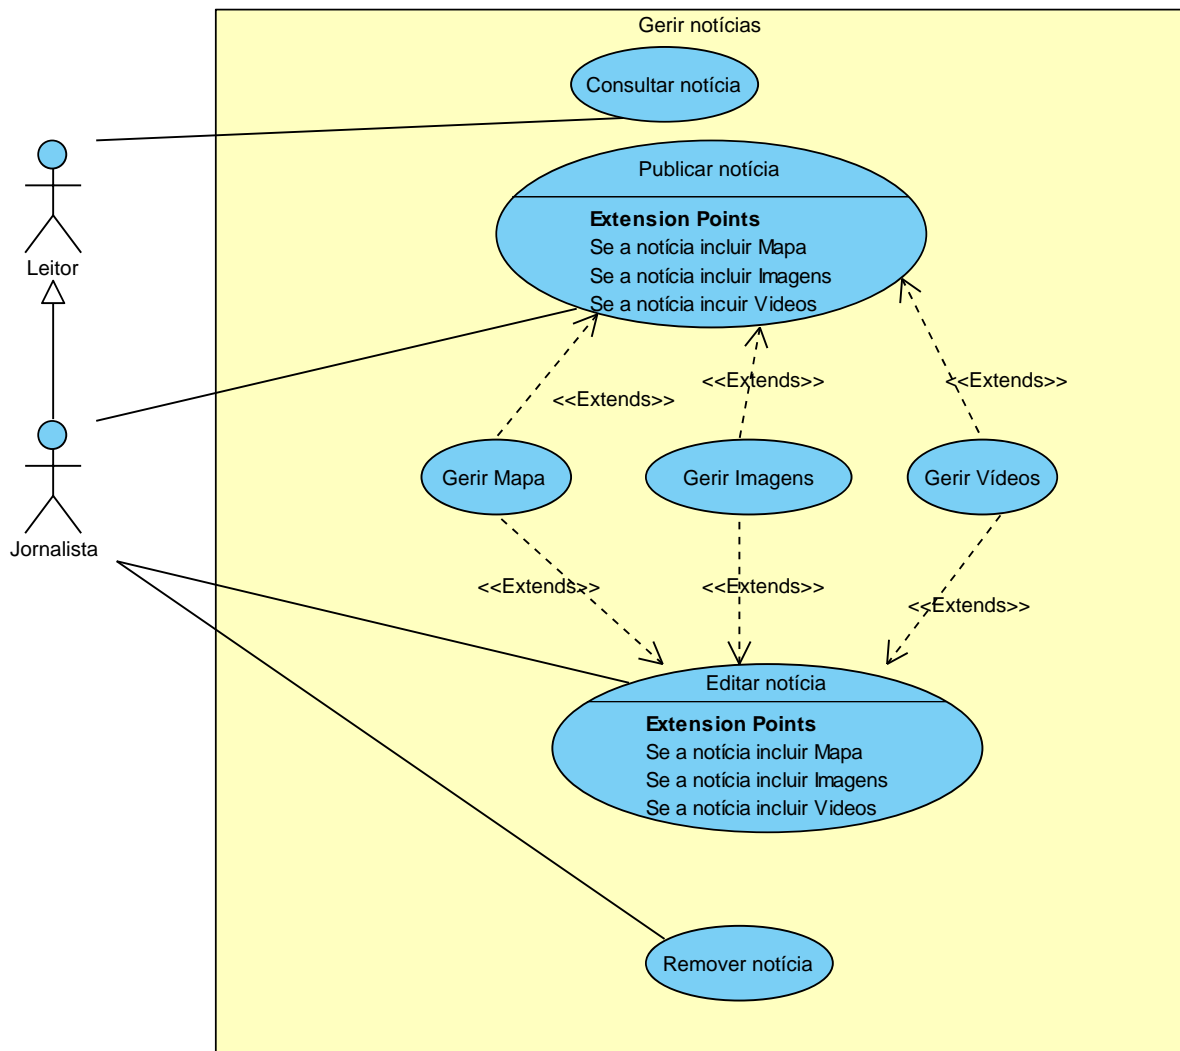 Gerir notícias
Consultar notícia
Publicar notícia
Extension Points
Se a notícia incluir Mapa
Se a notícia incluir Imagens
Se a notícia incuir Videos
Leitor
<<Extends>>
<<Extends>>
<<Extends>>
Gerir Mapa
Gerir Imagens
Gerir Vídeos
Jornalista
<<Extends>>
<<Extends>>
<<Extends>>
Editar notícia
Extension Points
Se a notícia incluir Mapa
Se a notícia incluir Imagens
Se a notícia incluir Videos
Remover notícia